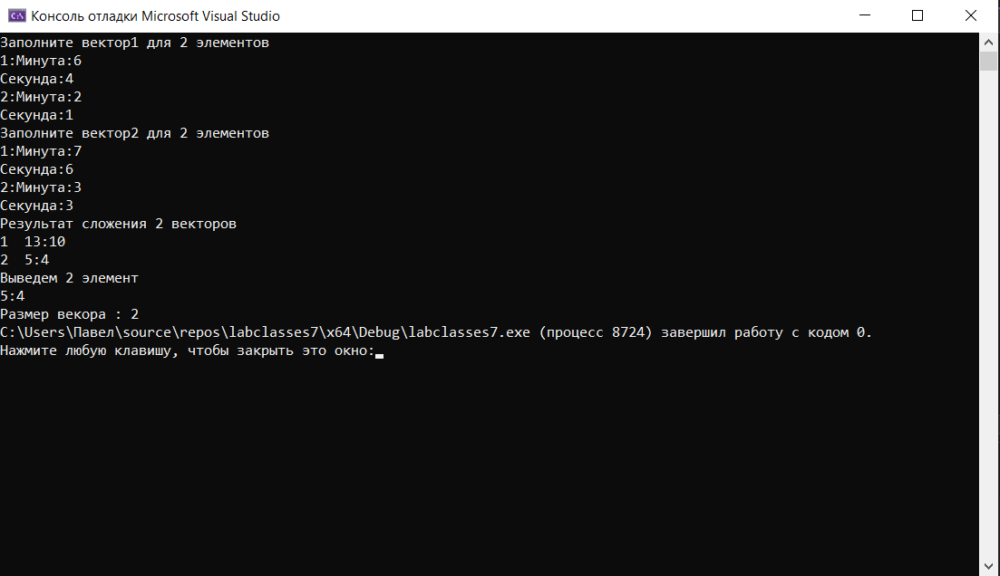 Консоль отладки Microsoft Visual Studio
Заполните вектор1 для 2 элементов
1:Минута:6
Секунда:4
2:Минута:2
Секунда:1
Заполните вектор2 для 2 элементов
1:Минута:7
Секунда:6
2:Минута:3
Секунда:3
Результат сложения 2 векторов
1  13:10
2  5:4
Выведем 2 элемент
5:4
Размер векора : 2
C:\Users\Павел\source\repos\labclasses7\x64\Debug\labclasses7.exe (процесс 8724) завершил работу с кодом 0.
Нажмите любую клавишу, чтобы закрыть это окно: